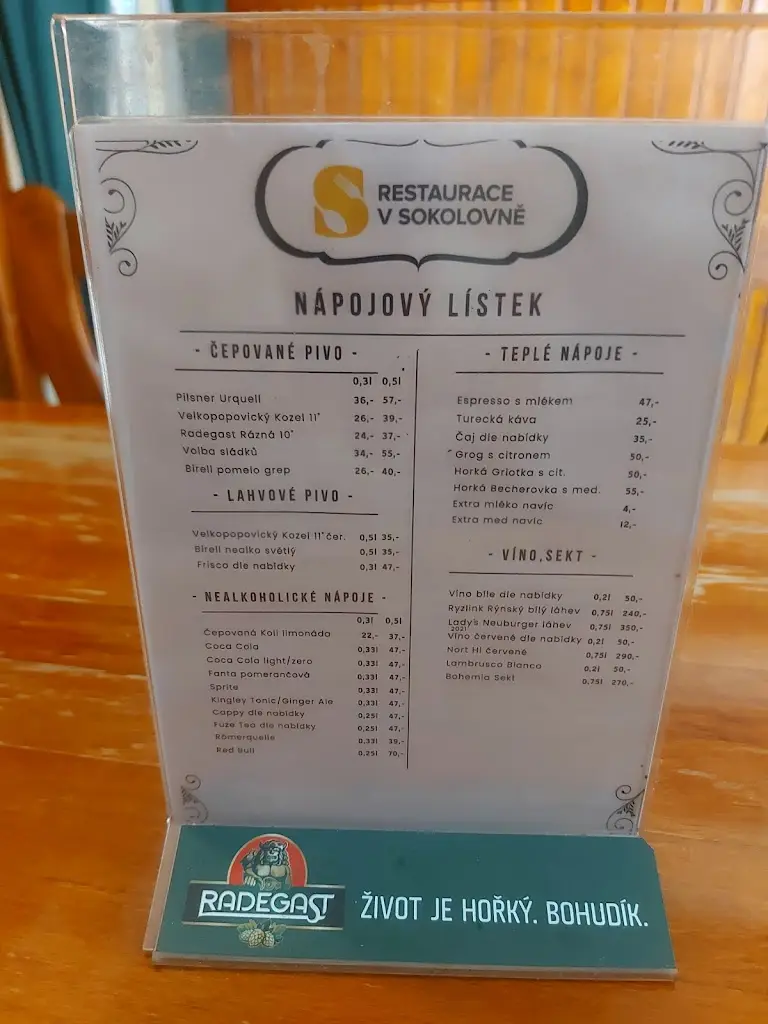 RESTAURACE
V SOKOLOVNĚ
NÁPOJOVÝ LÍSTEK
- ČEPOVANÉ PIVO -
0,3l 0,5l
Pilsner Urquell 36,- 57,-
Velkopopovický Kozel 11° 26,- 39,-
Radegast Rázná 10° 24,- 37,-
Volba sládků 34,- 55,-
Birell pomelo grep 26,- 40,-
- LAHVOVÉ PIVO -
Velkopopovický Kozel 11°čer. 0,5l 35,-
Birell nealko světlý 0,5l 35,-
Frisco dle nabídky 0,3l 47,-
- NEALKOHOLICKÉ NÁPOJE -
0,3l 0,5l
Čepovaná Koli limonáda 22,- 37,-
Coca Cola 0,33l 47,-
Coca Cola light/zero 0,33l 47,-
Fanta pomerančová 0,33l 47,-
Sprite 0,33l 47,-
Kingley Tonic/Ginger Ale 0,33l 47,-
Cappy dle nabídky 0,25l 47,-
Fuze Tea dle nabídky 0,25l 47,-
Römerquelle 0,33l 39,-
Red Bull 0,25l 70,-
- TEPLÉ NÁPOJE -
Espresso s mlékem 47,-
Turecká káva 25,-
Čaj dle nabídky 35,-
Grog s citronem 50,-
Horká Griotka s cit. 50,-
Horká Becherovka s med. 55,-
Extra mléko navíc 4,-
Extra med navíc 12,-
- VÍNO,SEKT -
Víno bíle dle nabídky 0,2l 50,-
Ryzlink Rýnský bílý láhev 0,75l 240,-
Lady's Neuburger láhev 0,75l 350,-
2021
Víno červené dle nabídky 0,2l 50,-
Nort Hi červené 0,75l 290,-
Lambrusco Bianco 0,2l 50,-
Bohemia Sekt 0,75l 270,-
RADEGAST
ŽIVOT JE HOŘKÝ. BOHUDÍK.